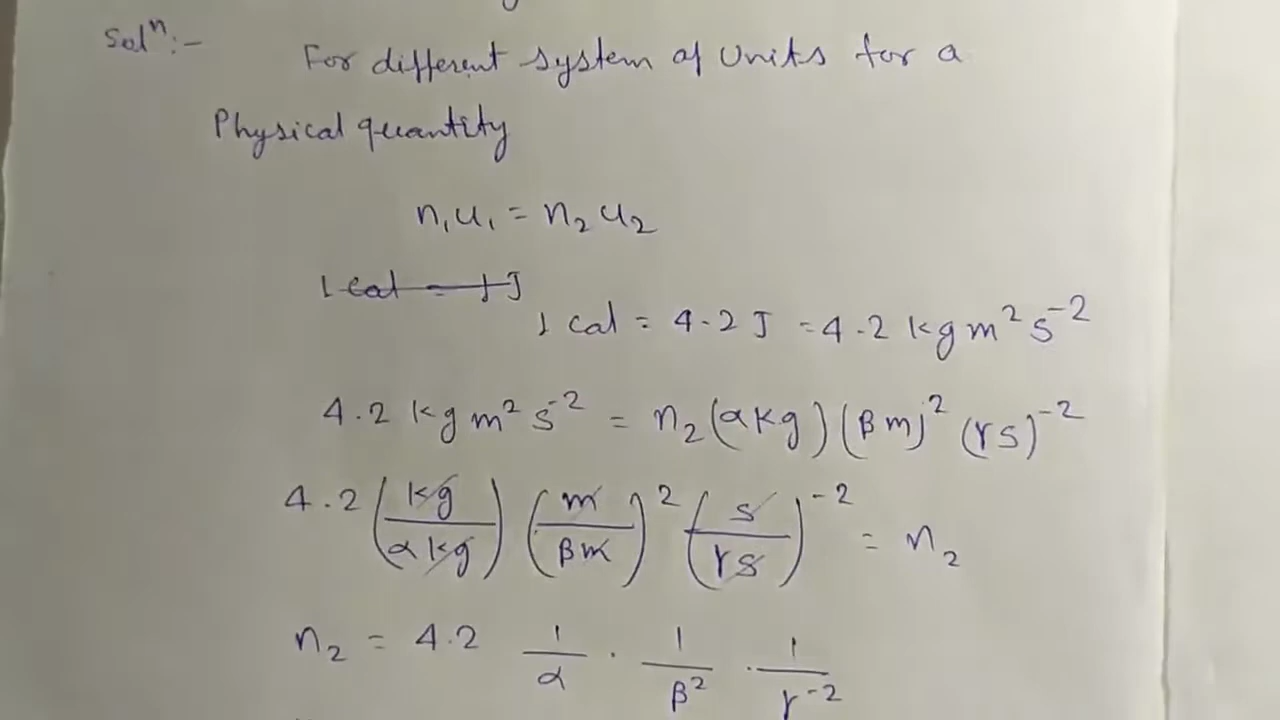 Solⁿ:- For different system of Units for a
Physical quantity
n₁u₁ = n₂u₂
1 Cal = 1 J
1 cal = 4.2 J = 4.2 kg m² s⁻²
4.2 kg m² s⁻² = n₂ (α kg) (β m)² (γ s)⁻²
4.2 (kg / α kg) (m / β m)² (s / γ s)⁻² = n₂
n₂ = 4.2 1/α · 1/β² · 1/γ⁻²